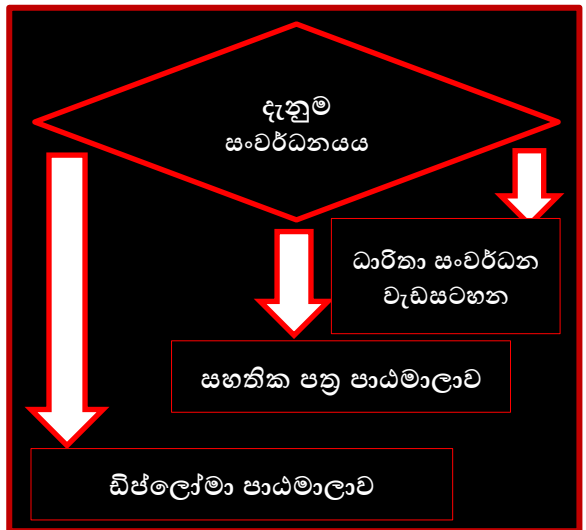 දැනුම
සංවර්ධනයය
ධාරිතා සංවර්ධන
වැඩසටහන
සහතික පත්‍ර පාඨමාලාව
ඩිප්ලෝමා පාඨමාලාව